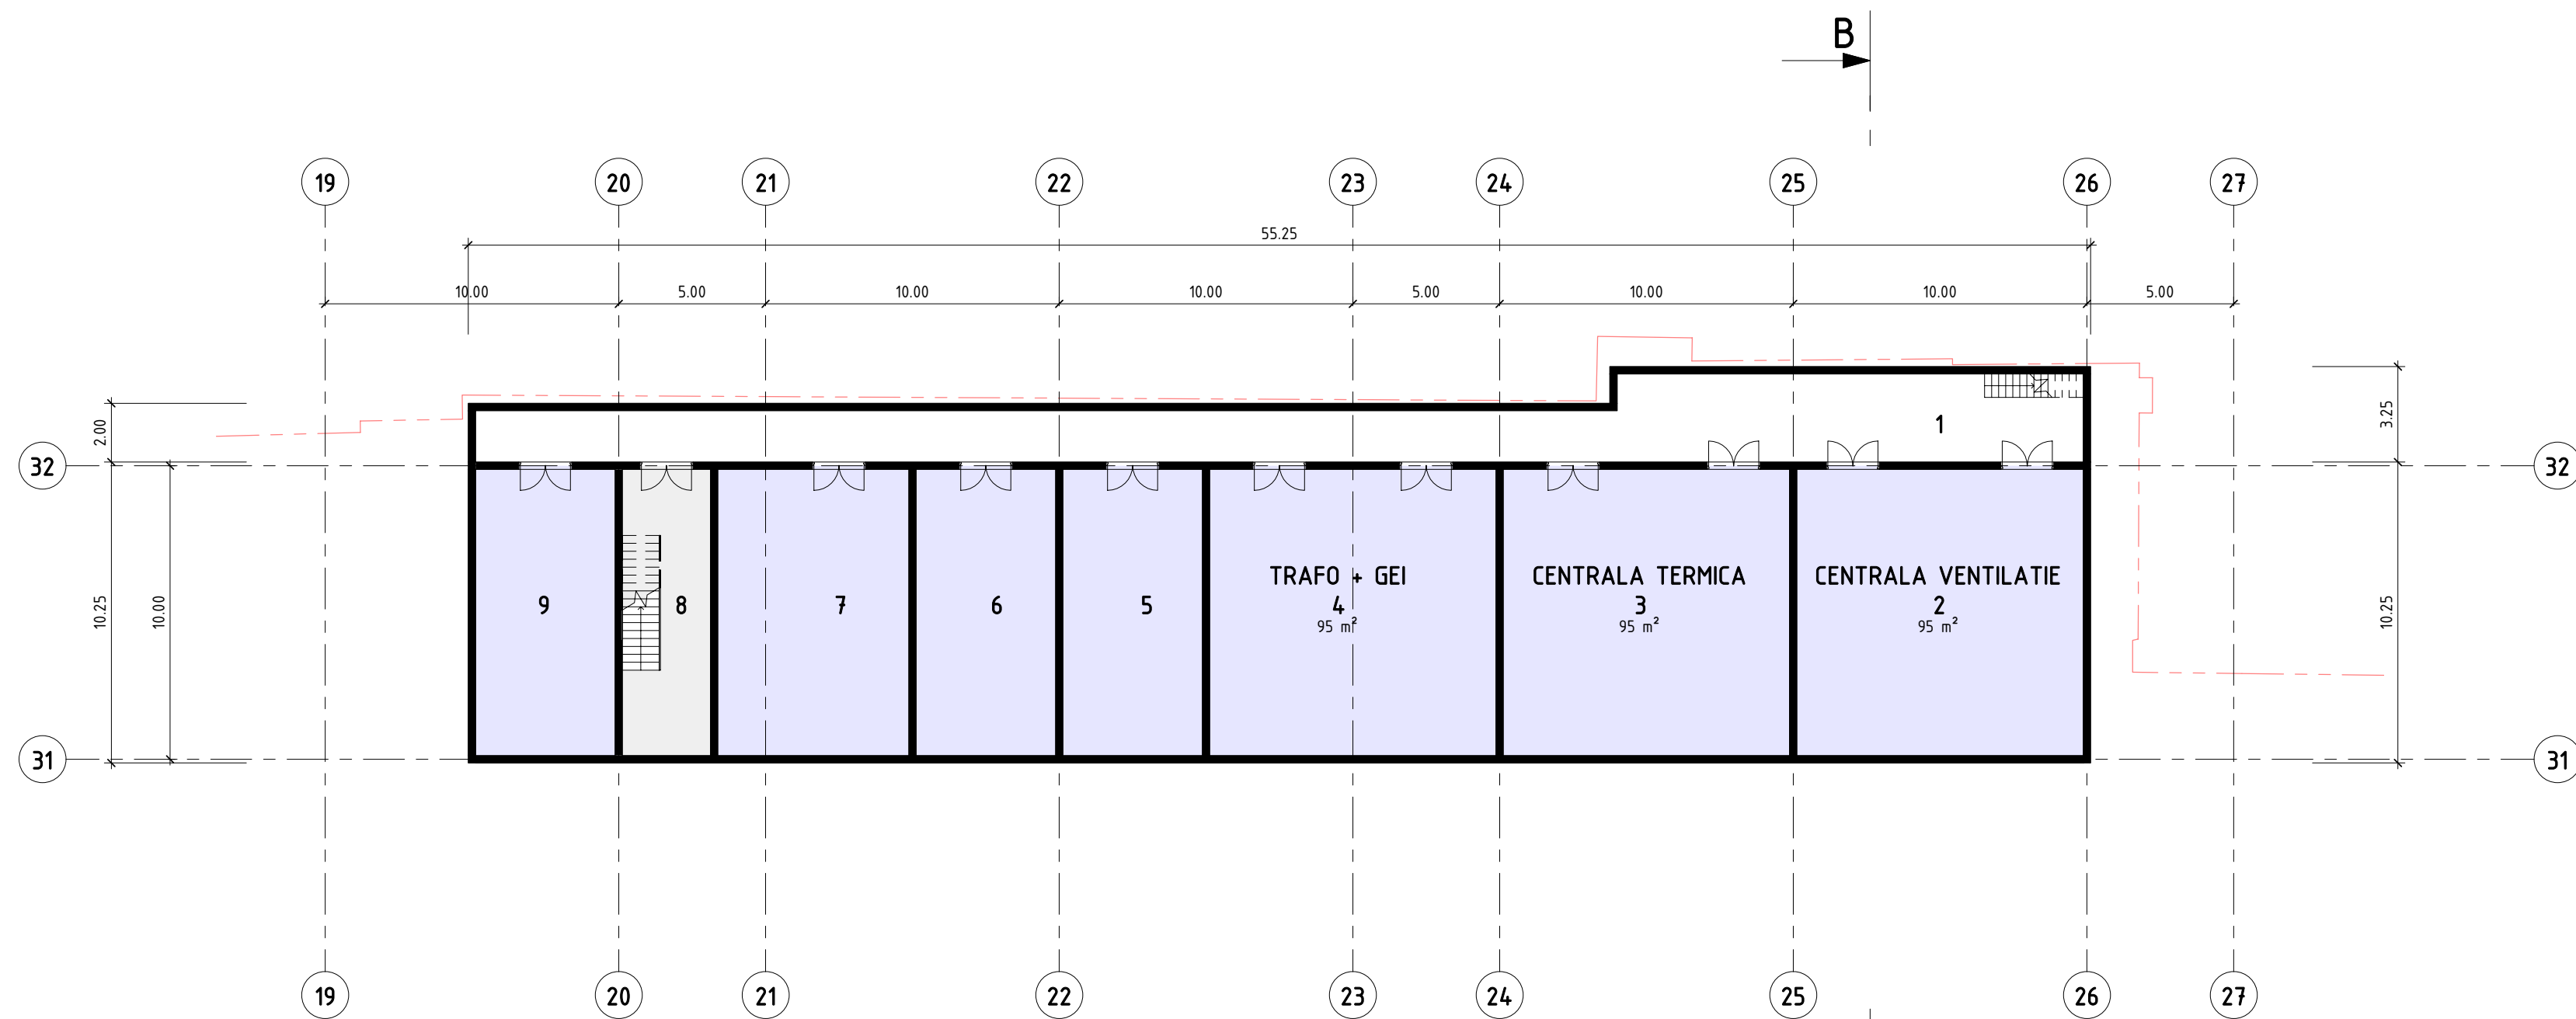 B
19 20 21 22 23 24 25 26 27
55.25
10.00 5.00 10.00 10.00 5.00 10.00 10.00 5.00
2.00
3.25
1
32 32
TRAFO + GEI CENTRALA TERMICA CENTRALA VENTILATIE
9 8 7 6 5 4 3 2
95 m² 95 m² 95 m²
10.25 10.00 10.25
31 31
19 20 21 22 23 24 25 26 27